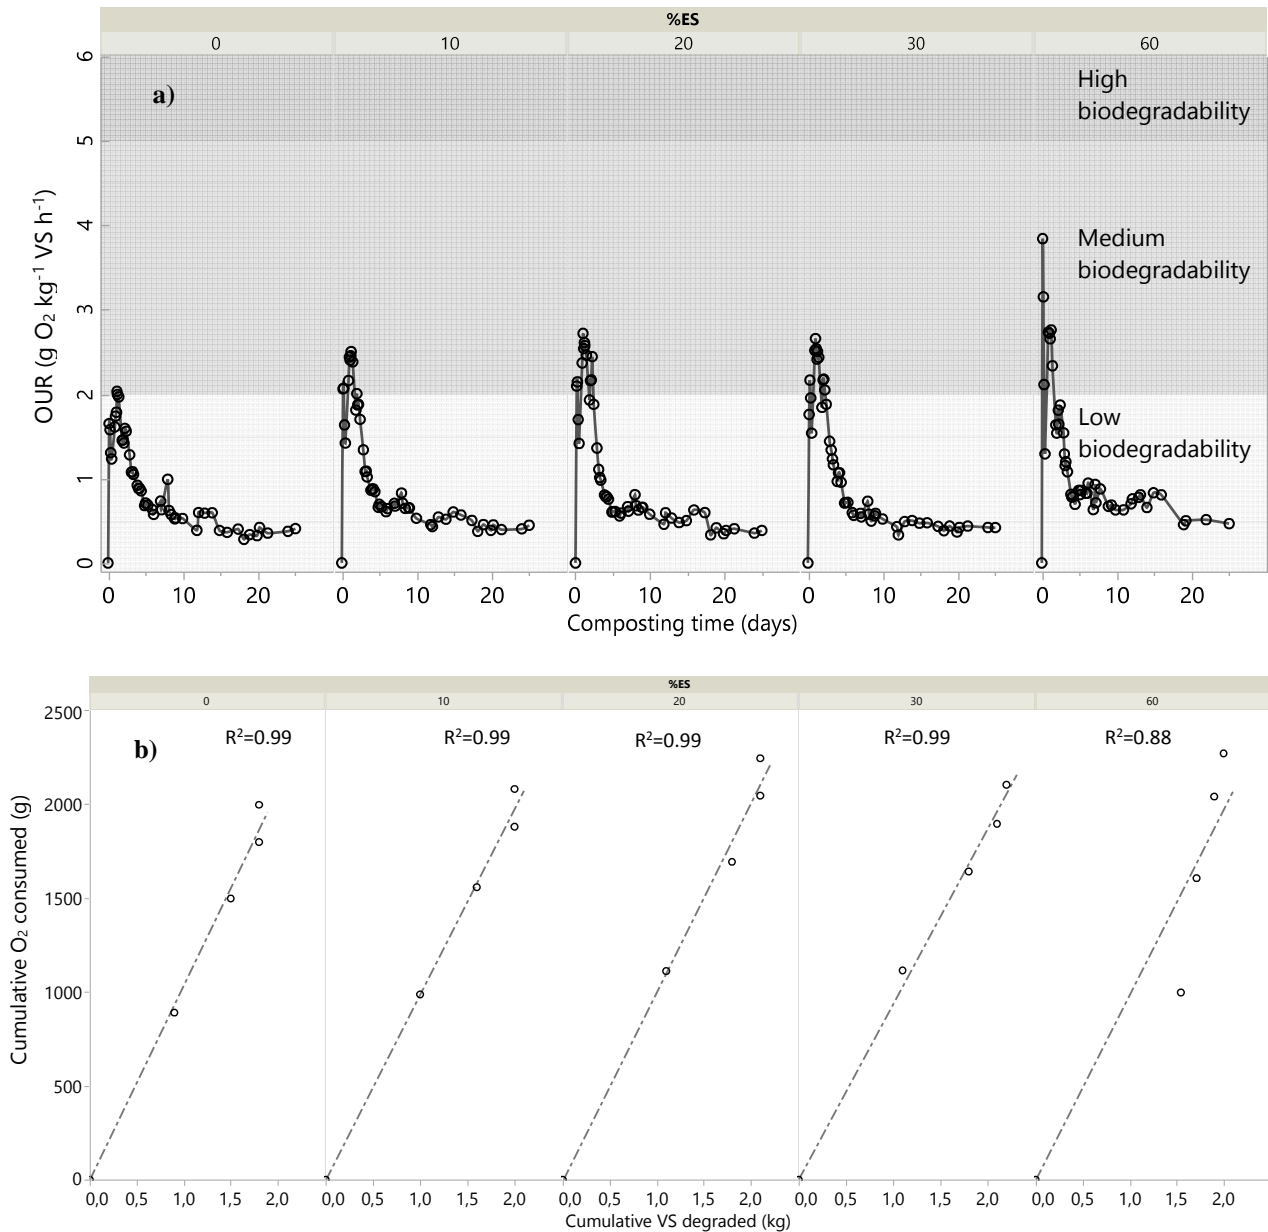 %ES
0 10 20 30 60
a)
High
biodegradability
Medium
biodegradability
Low
biodegradability
6
5
4
3
2
1
0
OUR (g O₂ kg⁻¹ VS h⁻¹)
0 10 20 0 10 20 0 10 20 0 10 20 0 10 20
Composting time (days)
%ES
0 10 20 30 60
b)
R²=0.99 R²=0.99 R²=0.99 R²=0.99 R²=0.88
2500
2000
1500
1000
500
0
Cumulative O₂ consumed (g)
0,0 0,5 1,0 1,5 2,0 0,0 0,5 1,0 1,5 2,0 0,0 0,5 1,0 1,5 2,0 0,0 0,5 1,0 1,5 2,0 0,0 0,5 1,0 1,5 2,0
Cumulative VS degraded (kg)